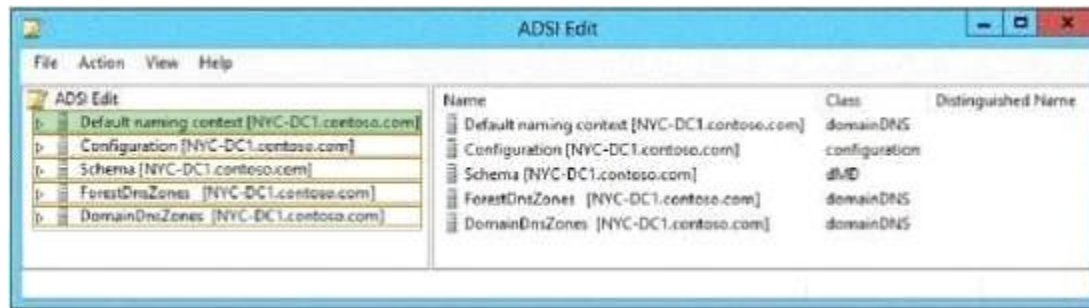 ADSI Edit
File Action View Help
ADSI Edit
Default naming context [NYC-DC1.contoso.com]
Configuration [NYC-DC1.contoso.com]
Schema [NYC-DC1.contoso.com]
ForestDnsZones [NYC-DC1.contoso.com]
DomainDnsZones [NYC-DC1.contoso.com]
Name Class Distinguished Name
Default naming context [NYC-DC1.contoso.com] domainDNS
Configuration [NYC-DC1.contoso.com] configuration
Schema [NYC-DC1.contoso.com] dMD
ForestDnsZones [NYC-DC1.contoso.com] domainDNS
DomainDnsZones [NYC-DC1.contoso.com] domainDNS